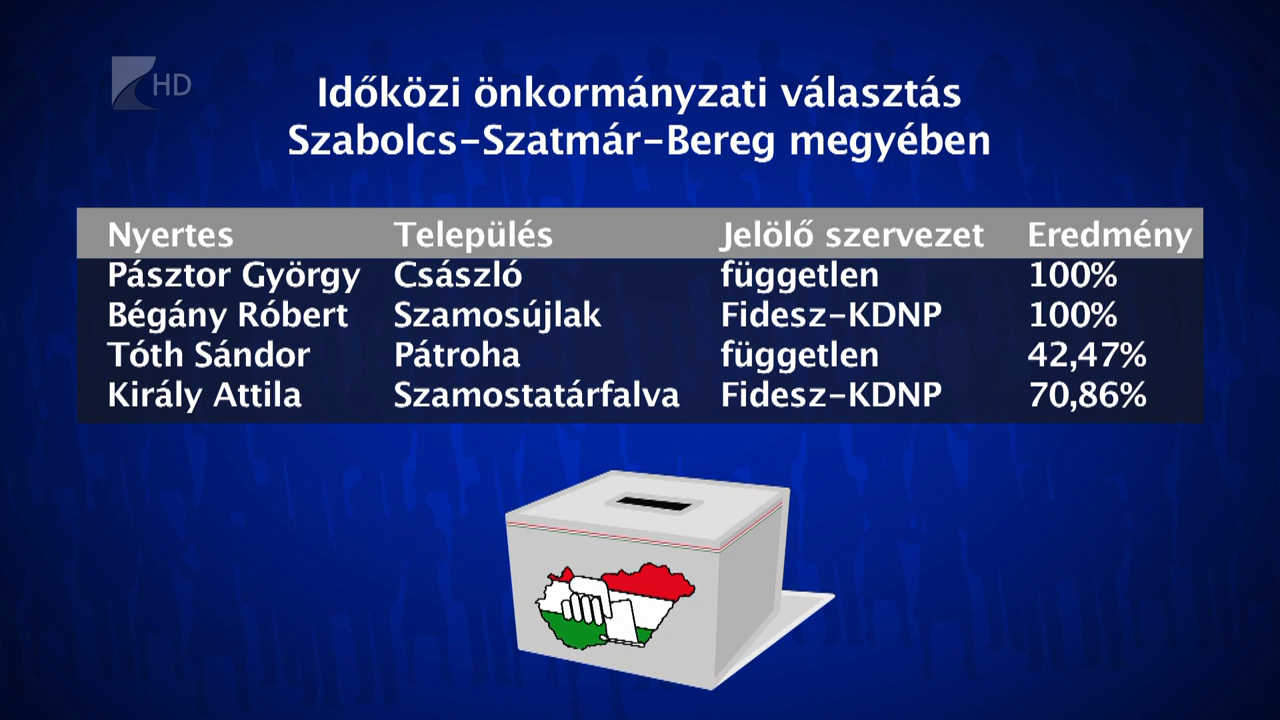 HD
Időközi önkormányzati választás
Szabolcs-Szatmár-Bereg megyében
Nyertes Település Jelölő szervezet Eredmény
Pásztor György Császló független 100%
Bégány Róbert Szamosújlak Fidesz-KDNP 100%
Tóth Sándor Pátroha független 42,47%
Király Attila Szamostatárfalva Fidesz-KDNP 70,86%